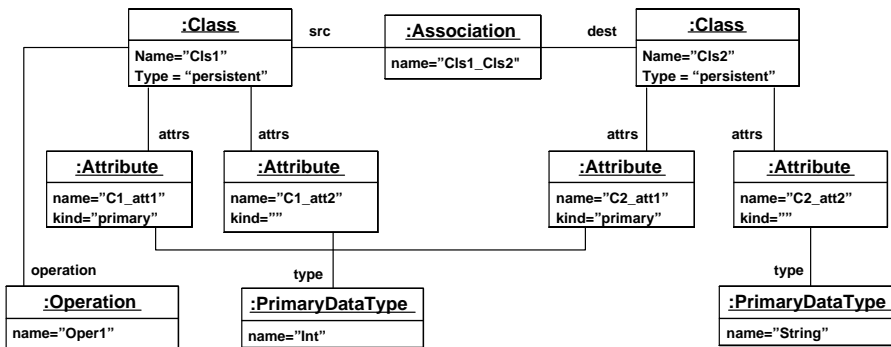 :Class
Name="Cls1”
Type = “persistent”
src
:Association
name="Cls1_Cls2"
dest
:Class
Name="Cls2”
Type = “persistent”
attrs
attrs
attrs
attrs
:Attribute
name="C1_att1”
kind="primary”
:Attribute
name="C1_att2”
kind=""
:Attribute
name="C2_att1”
kind="primary”
:Attribute
name="C2_att2”
kind=""
operation
type
type
:Operation
name="Oper1”
:PrimaryDataType
name="Int”
:PrimaryDataType
name="String”